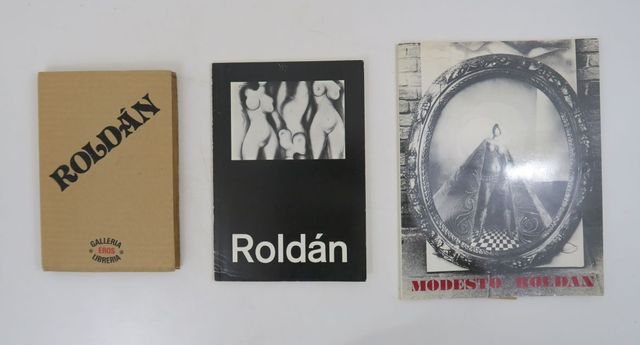 ROLDÁN
GALLERIA
EROS
LIBRERIA
Roldán
MODESTO ROLDAN